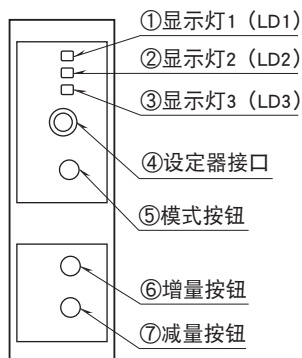 ①显示灯1（LD1）
②显示灯2（LD2）
③显示灯3（LD3）
④设定器接口
⑤模式按钮
⑥增量按钮
⑦减量按钮